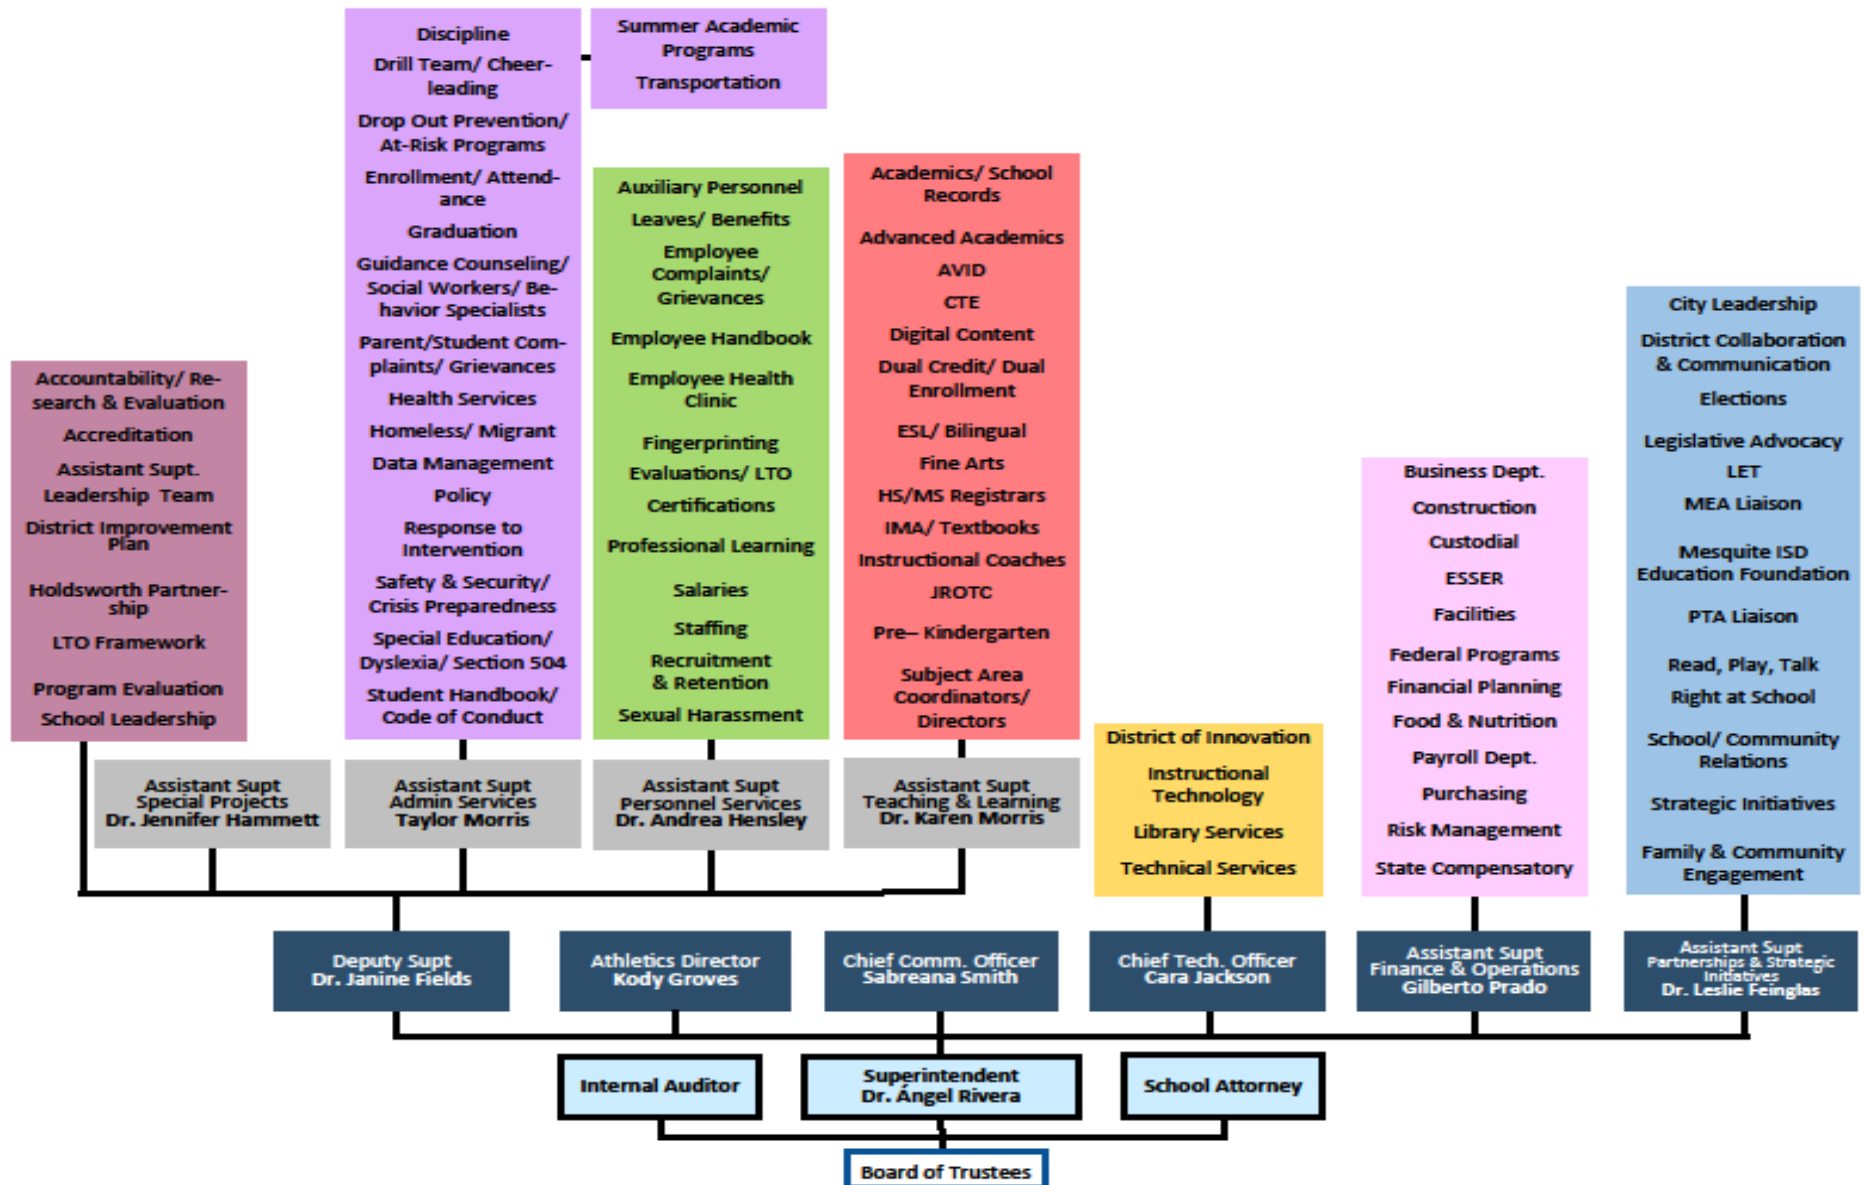 Discipline
Drill Team/ Cheer-
leading
Drop Out Prevention/
At-Risk Programs
Enrollment/ Attend-
ance
Graduation
Guidance Counseling/
Social Workers/ Be-
havior Specialists
Parent/Student Com-
plaints/ Grievances
Health Services
Homeless/ Migrant
Data Management
Policy
Response to
Intervention
Safety & Security/
Crisis Preparedness
Special Education/
Dyslexia/ Section 504
Student Handbook/
Code of Conduct
Summer Academic
Programs
Transportation
Accountability/ Re-
search & Evaluation
Accreditation
Assistant Supt.
Leadership Team
District Improvement
Plan
Holdsworth Partner-
ship
LTO Framework
Program Evaluation
School Leadership
Auxiliary Personnel
Leaves/ Benefits
Employee
Complaints/
Grievances
Employee Handbook
Employee Health
Clinic
Fingerprinting
Evaluations/ LTO
Certifications
Professional Learning
Salaries
Staffing
Recruitment
& Retention
Sexual Harassment
Academics/ School
Records
Advanced Academics
AVID
CTE
Digital Content
Dual Credit/ Dual
Enrollment
ESL/ Bilingual
Fine Arts
HS/MS Registrars
IMA/ Textbooks
Instructional Coaches
JROTC
Pre– Kindergarten
Subject Area
Coordinators/
Directors
District of Innovation
Instructional
Technology
Library Services
Technical Services
Business Dept.
Construction
Custodial
ESSER
Facilities
Federal Programs
Financial Planning
Food & Nutrition
Payroll Dept.
Purchasing
Risk Management
State Compensatory
City Leadership
District Collaboration
& Communication
Elections
Legislative Advocacy
LET
MEA Liaison
Mesquite ISD
Education Foundation
PTA Liaison
Read, Play, Talk
Right at School
School/ Community
Relations
Strategic Initiatives
Family & Community
Engagement
Assistant Supt
Special Projects
Dr. Jennifer Hammett
Assistant Supt
Admin Services
Taylor Morris
Assistant Supt
Personnel Services
Dr. Andrea Hensley
Assistant Supt
Teaching & Learning
Dr. Karen Morris
Deputy Supt
Dr. Janine Fields
Athletics Director
Kody Groves
Chief Comm. Officer
Sabreana Smith
Chief Tech. Officer
Cara Jackson
Assistant Supt
Finance & Operations
Gilberto Prado
Assistant Supt
Partnerships & Strategic
Initiatives
Dr. Leslie Feinglas
Internal Auditor
Superintendent
Dr. Ángel Rivera
School Attorney
Board of Trustees